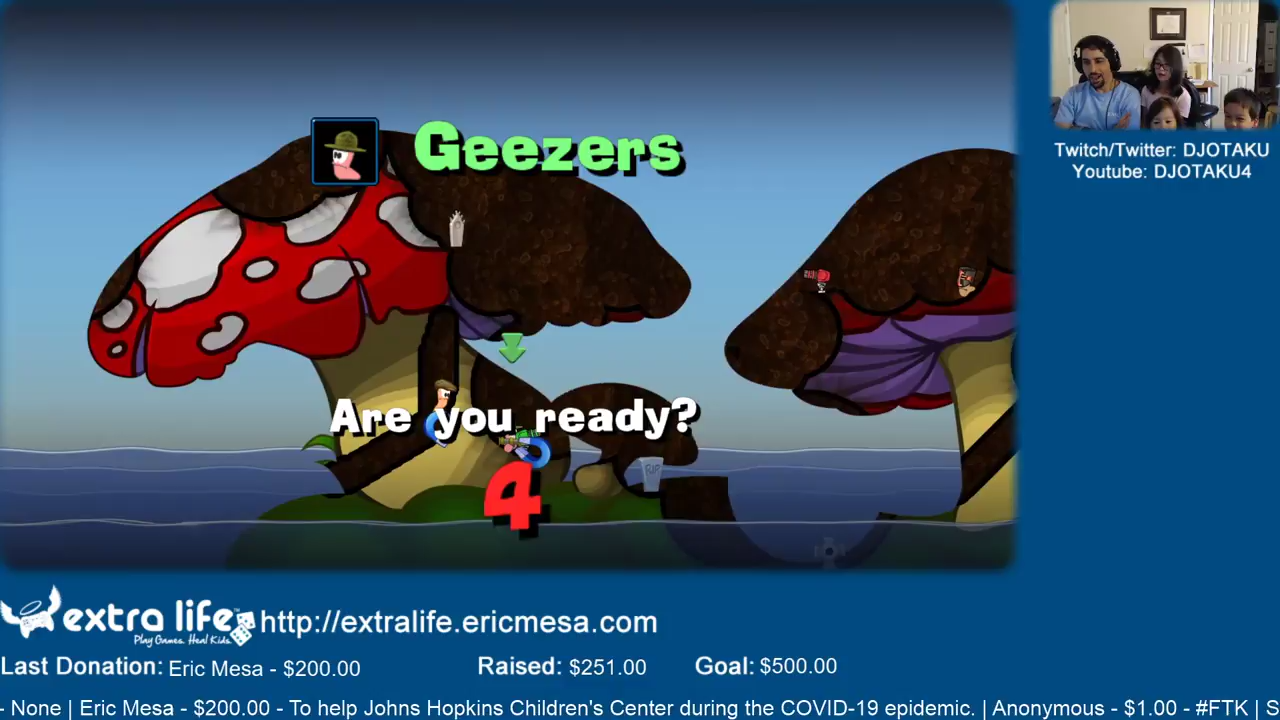 Geezers
Twitch/Twitter: DJOTAKU
Youtube: DJOTAKU4
Are you ready?
RIP
4
extra life
Play Games. Heal Kids.
http://extralife.ericmesa.com
Last Donation: Eric Mesa - $200.00 Raised: $251.00 Goal: $500.00
- None | Eric Mesa - $200.00 - To help Johns Hopkins Children's Center during the COVID-19 epidemic. | Anonymous - $1.00 - #FTK | S